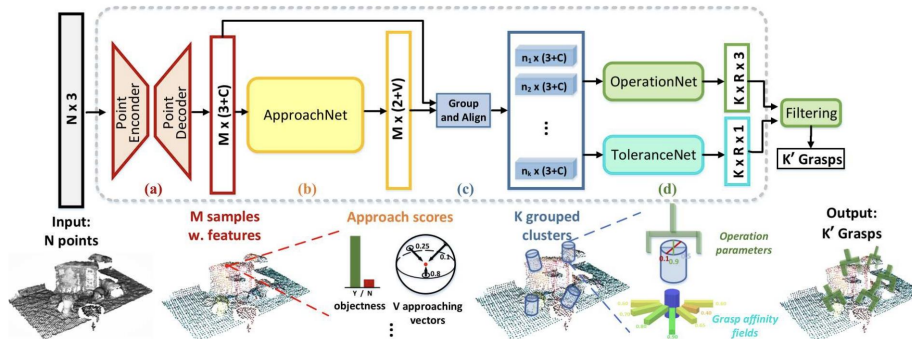 N x 3
Point
Encoder
Point
Decoder
(a)
M x (3+C)
ApproachNet
(b)
M x (2+V)
Group
and Align
(c)
n1 x (3+C)
n2 x (3+C)
nk x (3+C)
OperationNet
ToleranceNet
(d)
K x R x 3
K x R x 1
Filtering
K’ Grasps
Input:
N points
M samples
w. features
Approach scores
Y / N
objectness
0.25
0.1
0.8
V approaching
vectors
K grouped
clusters
0.1
0.9
Operation
parameters
Grasp affinity
fields
Output:
K’ Grasps